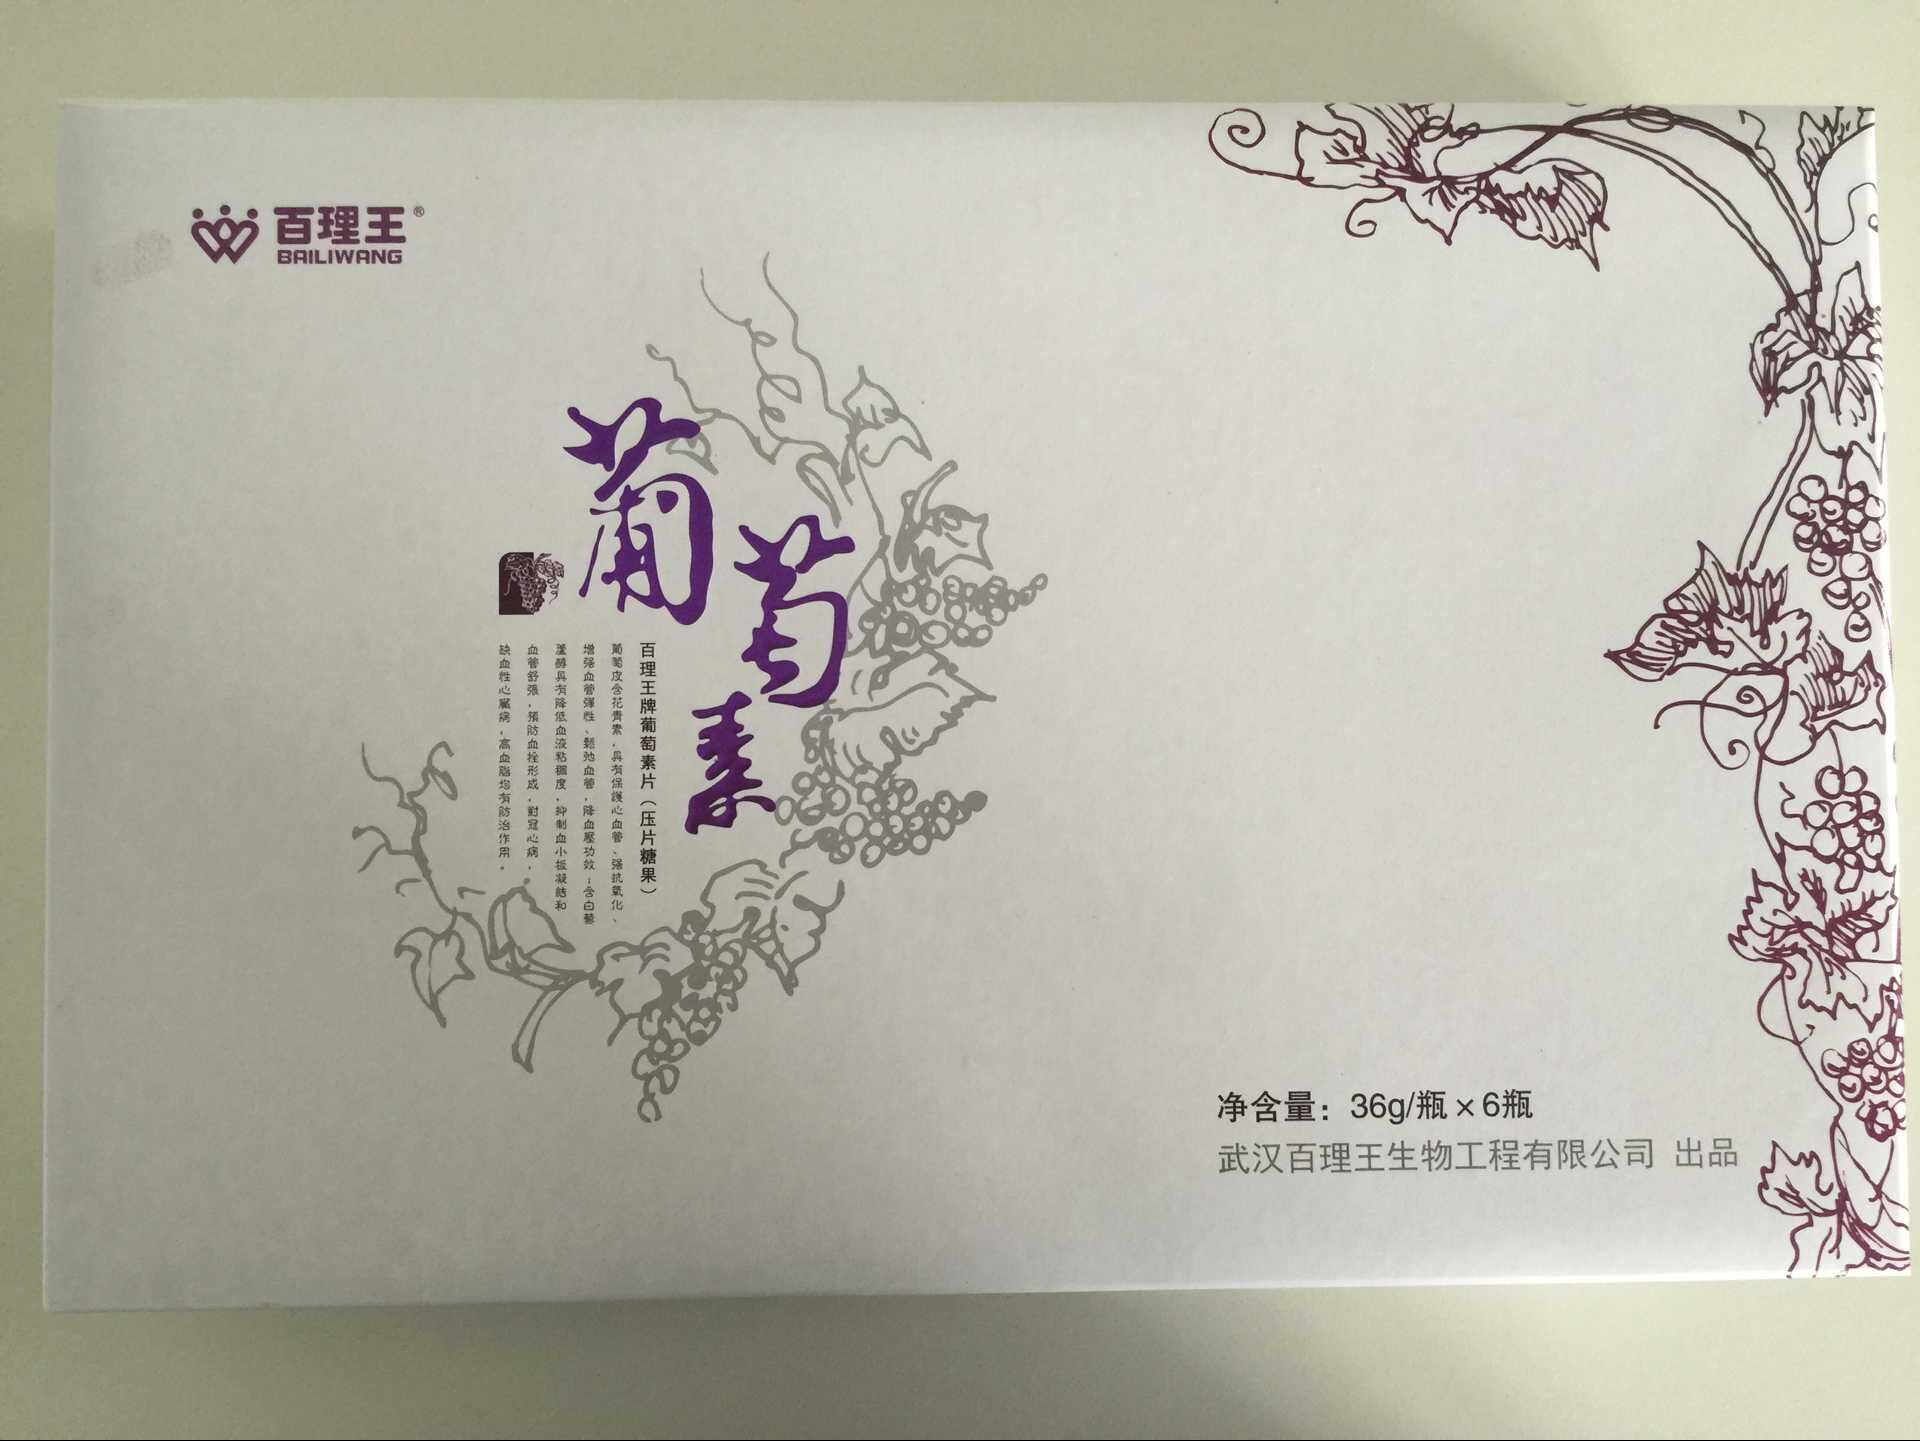 百理王®
BAILIWANG
葡萄素
百理王牌葡萄素片（压片糖果）
葡萄皮含花青素，具有保護心血管、强抗氧化、
增强血管彈性、鬆弛血管，降血壓功效；含白藜
蘆醇具有降低血液粘稠度，抑制血小板凝結和
血管舒張，預防血栓形成，對冠心病，
缺血性心臟病，高血脂均有防治作用。
净含量：36g/瓶×6瓶
武汉百理王生物工程有限公司 出品